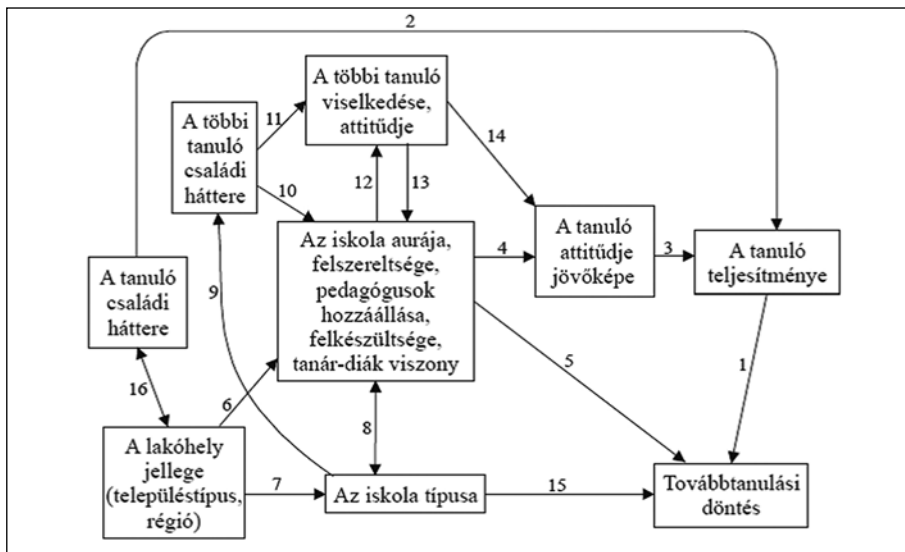 2
A többi tanuló
viselkedése,
attitűdje
11
14
A többi
tanuló
családi
háttere
10
12
13
Az iskola aurája,
felszereltsége,
pedagógusok
hozzáállása,
felkészültsége,
tanár-diák viszony
4
A tanuló
attitűdje
jövőképe
3
A tanuló
teljesítménye
A tanuló
családi
háttere
9
5
1
16
6
8
A lakóhely
jellege
(településtípus,
régió)
7
Az iskola típusa
15
Továbbtanulási
döntés